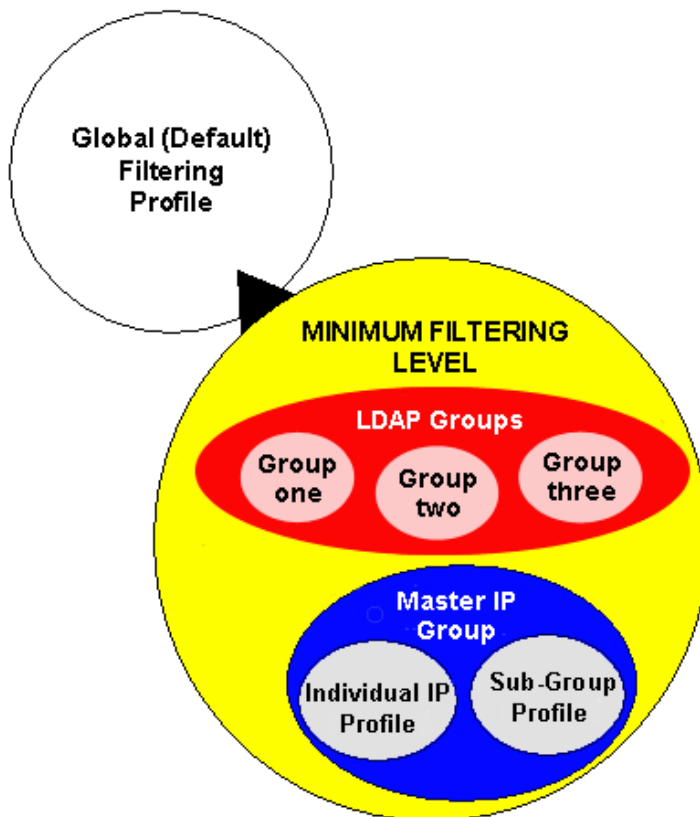 Global (Default)
Filtering
Profile
MINIMUM FILTERING
LEVEL
LDAP Groups
Group
one
Group
two
Group
three
Master IP
Group
Individual IP
Profile
Sub-Group
Profile